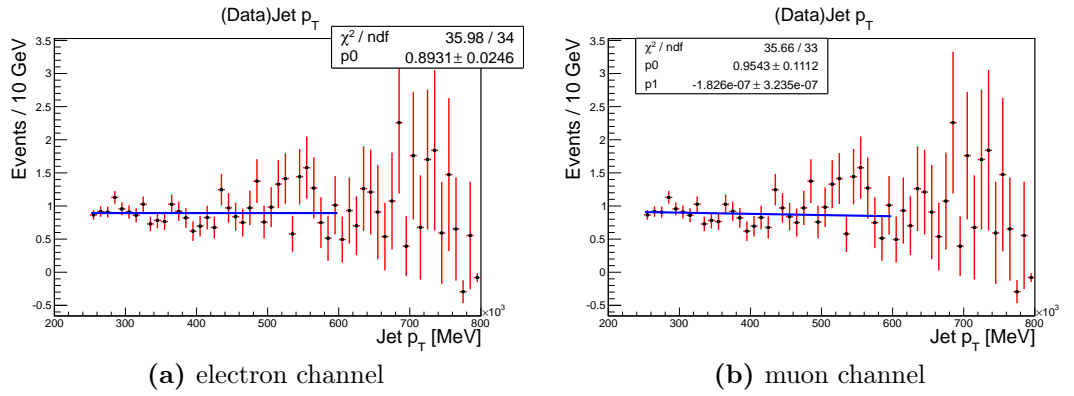 (Data)Jet p_T
χ² / ndf 35.98 / 34
p0 0.8931 ± 0.0246
Events / 10 GeV
3.5
3
2.5
2
1.5
1
0.5
0
-0.5
200 300 400 500 600 700 800
×10³
Jet p_T [MeV]
(a) electron channel
(Data)Jet p_T
χ² / ndf 35.66 / 33
p0 0.9543 ± 0.1112
p1 -1.826e-07 ± 3.235e-07
Events / 10 GeV
3.5
3
2.5
2
1.5
1
0.5
0
-0.5
200 300 400 500 600 700 800
×10³
Jet p_T [MeV]
(b) muon channel